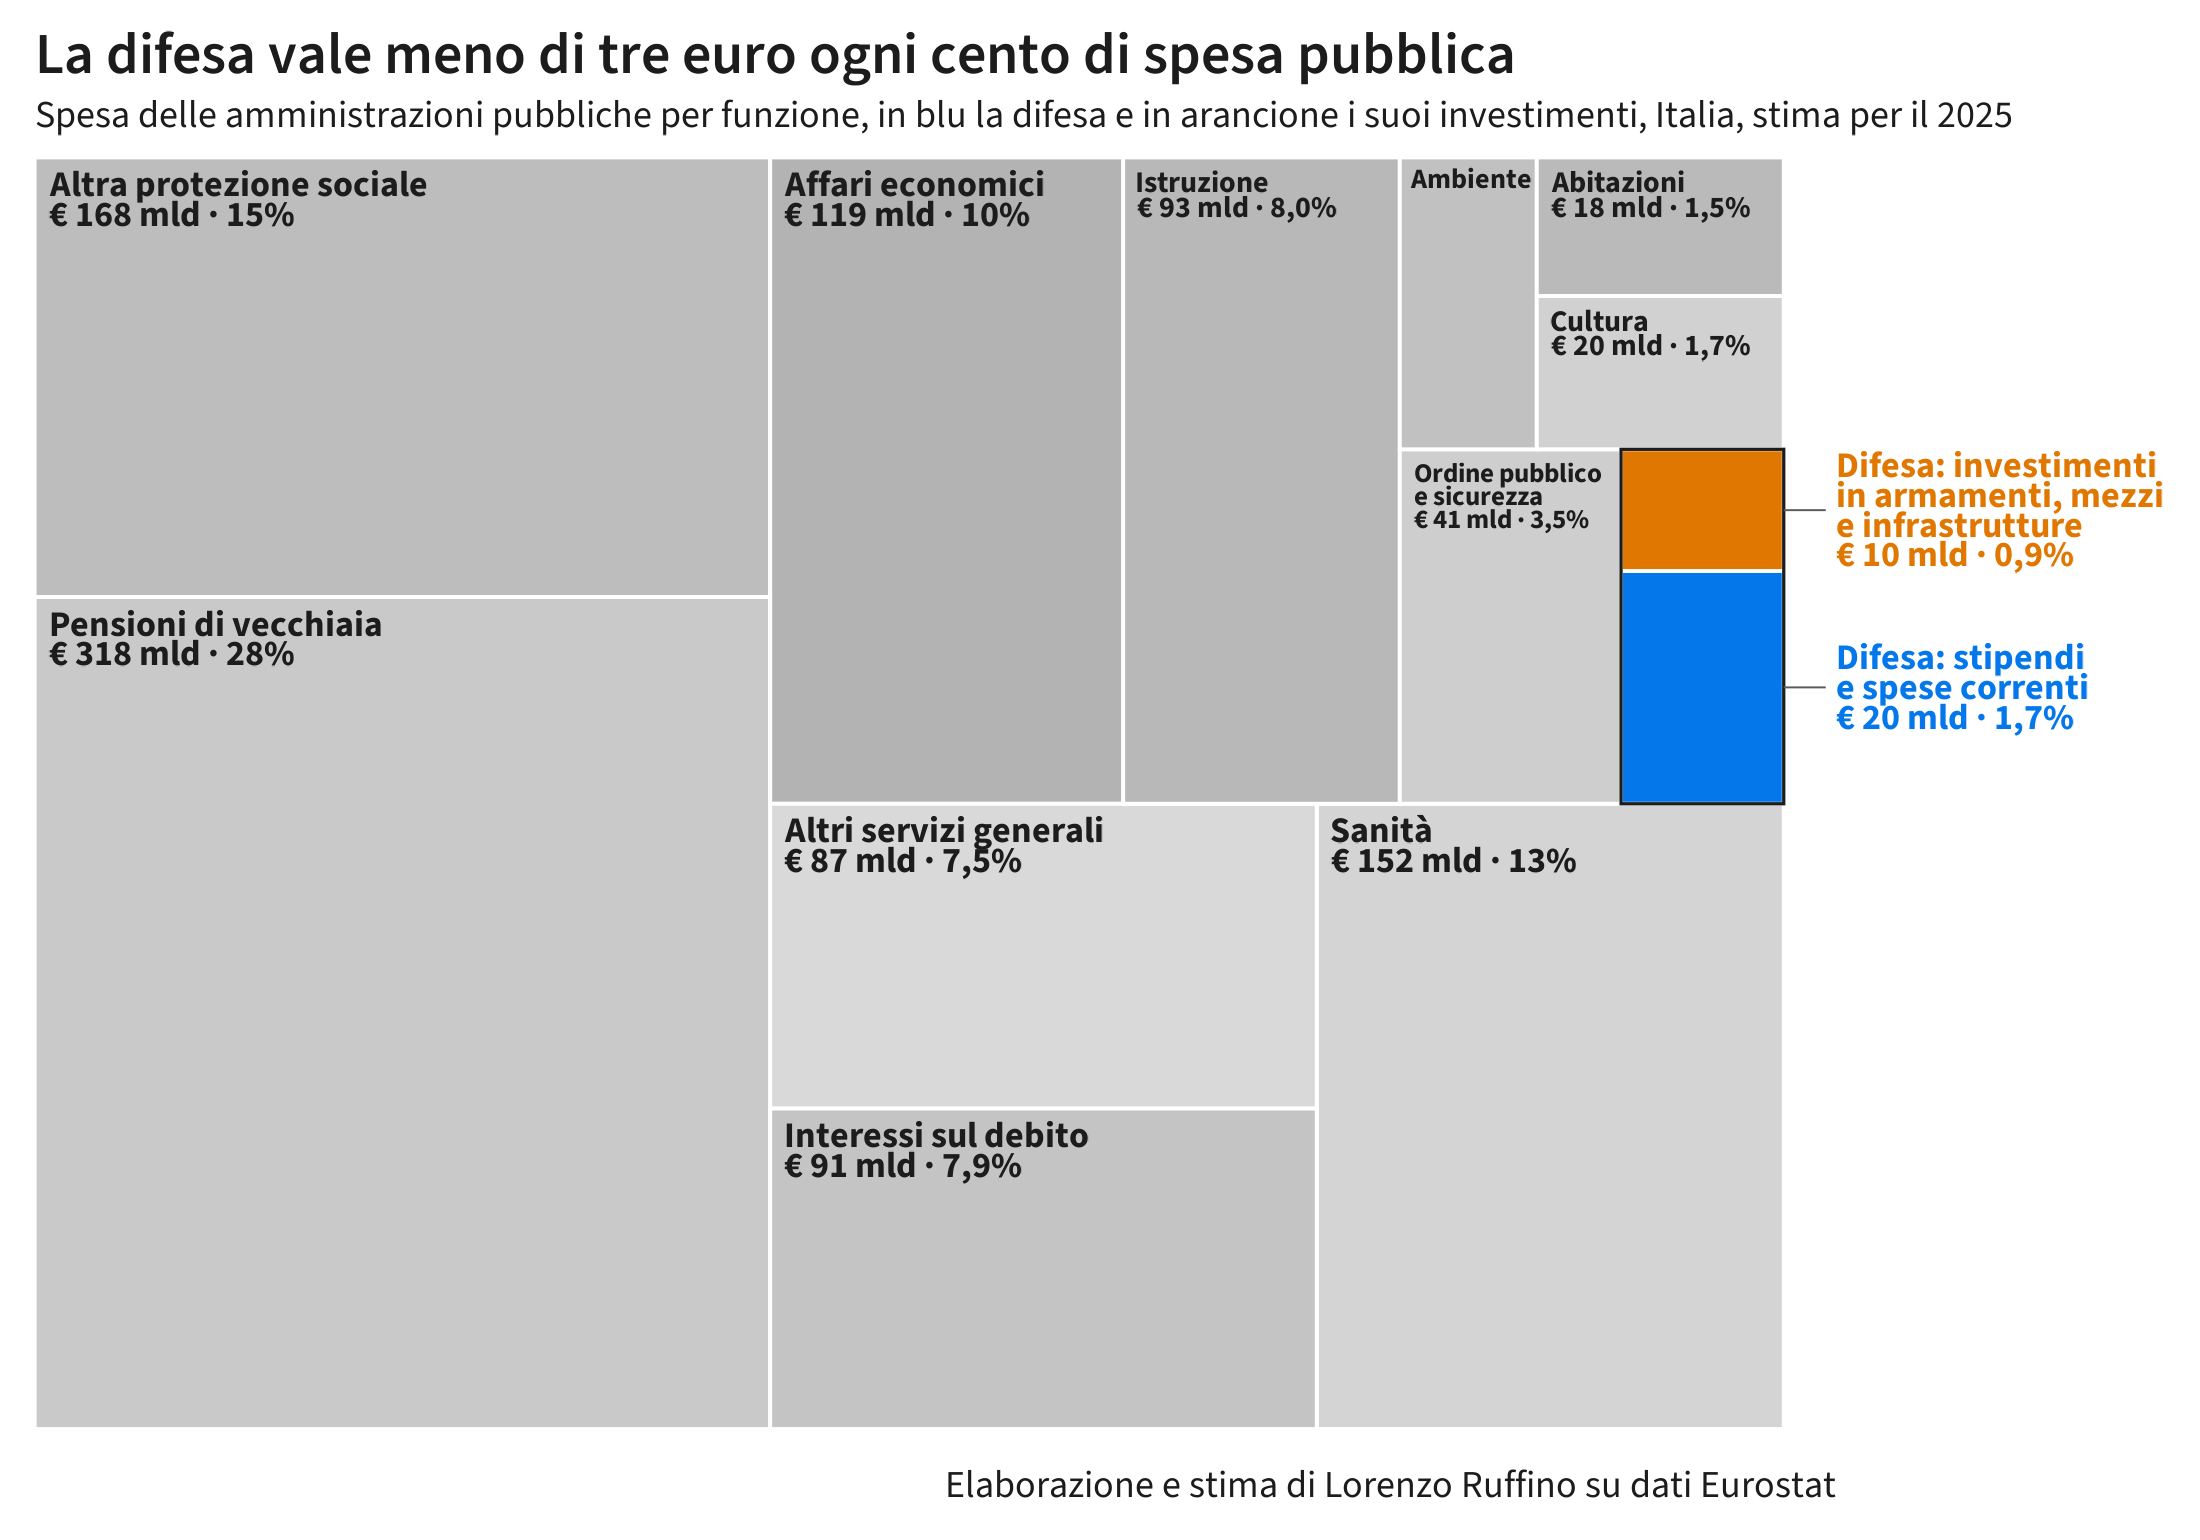 La difesa vale meno di tre euro ogni cento di spesa pubblica
Spesa delle amministrazioni pubbliche per funzione, in blu la difesa e in arancione i suoi investimenti, Italia, stima per il 2025
Altra protezione sociale
€ 168 mld · 15%
Pensioni di vecchiaia
€ 318 mld · 28%
Affari economici
€ 119 mld · 10%
Istruzione
€ 93 mld · 8,0%
Ambiente
Abitazioni
€ 18 mld · 1,5%
Cultura
€ 20 mld · 1,7%
Ordine pubblico
e sicurezza
€ 41 mld · 3,5%
Difesa: investimenti
in armamenti, mezzi
e infrastrutture
€ 10 mld · 0,9%
Difesa: stipendi
e spese correnti
€ 20 mld · 1,7%
Altri servizi generali
€ 87 mld · 7,5%
Sanità
€ 152 mld · 13%
Interessi sul debito
€ 91 mld · 7,9%
Elaborazione e stima di Lorenzo Ruffino su dati Eurostat